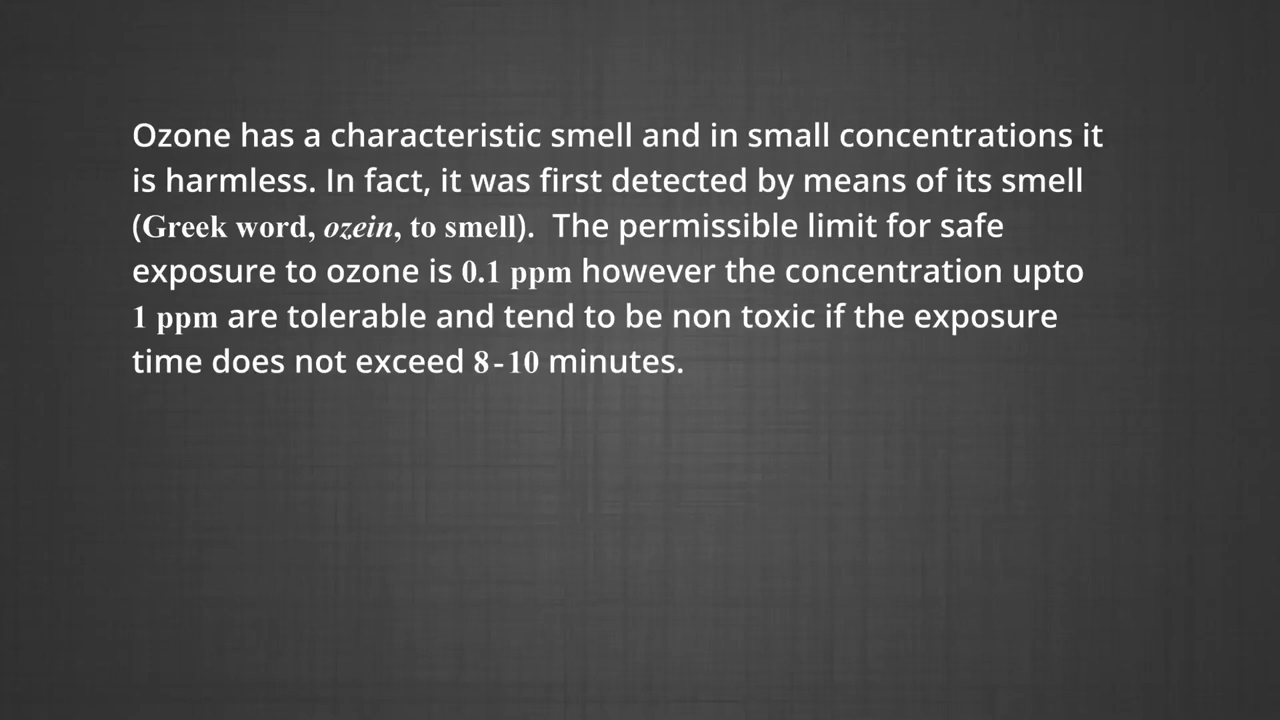 Ozone has a characteristic smell and in small concentrations it
is harmless. In fact, it was first detected by means of its smell
(Greek word, ozein, to smell). The permissible limit for safe
exposure to ozone is 0.1 ppm however the concentration upto
1 ppm are tolerable and tend to be non toxic if the exposure
time does not exceed 8-10 minutes.